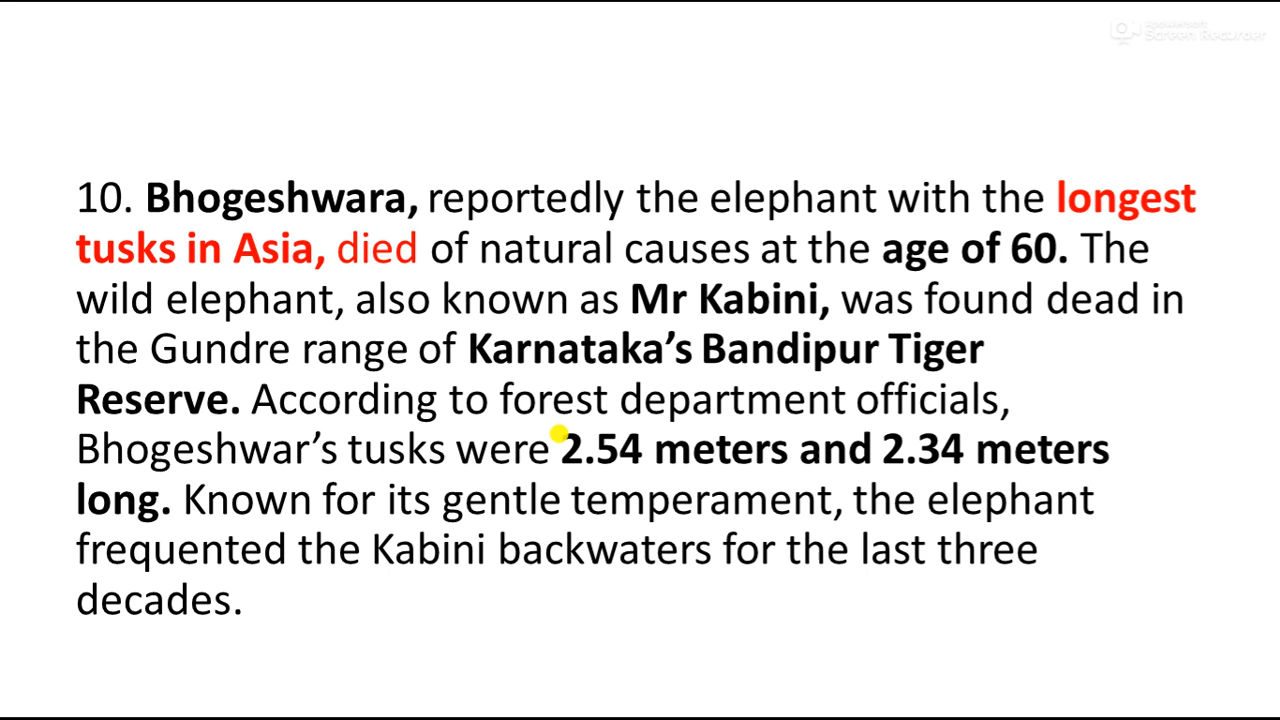 Apowersoft
Screen Recorder
10. Bhogeshwara, reportedly the elephant with the longest
tusks in Asia, died of natural causes at the age of 60. The
wild elephant, also known as Mr Kabini, was found dead in
the Gundre range of Karnataka’s Bandipur Tiger
Reserve. According to forest department officials,
Bhogeshwar’s tusks were 2.54 meters and 2.34 meters
long. Known for its gentle temperament, the elephant
frequented the Kabini backwaters for the last three
decades.